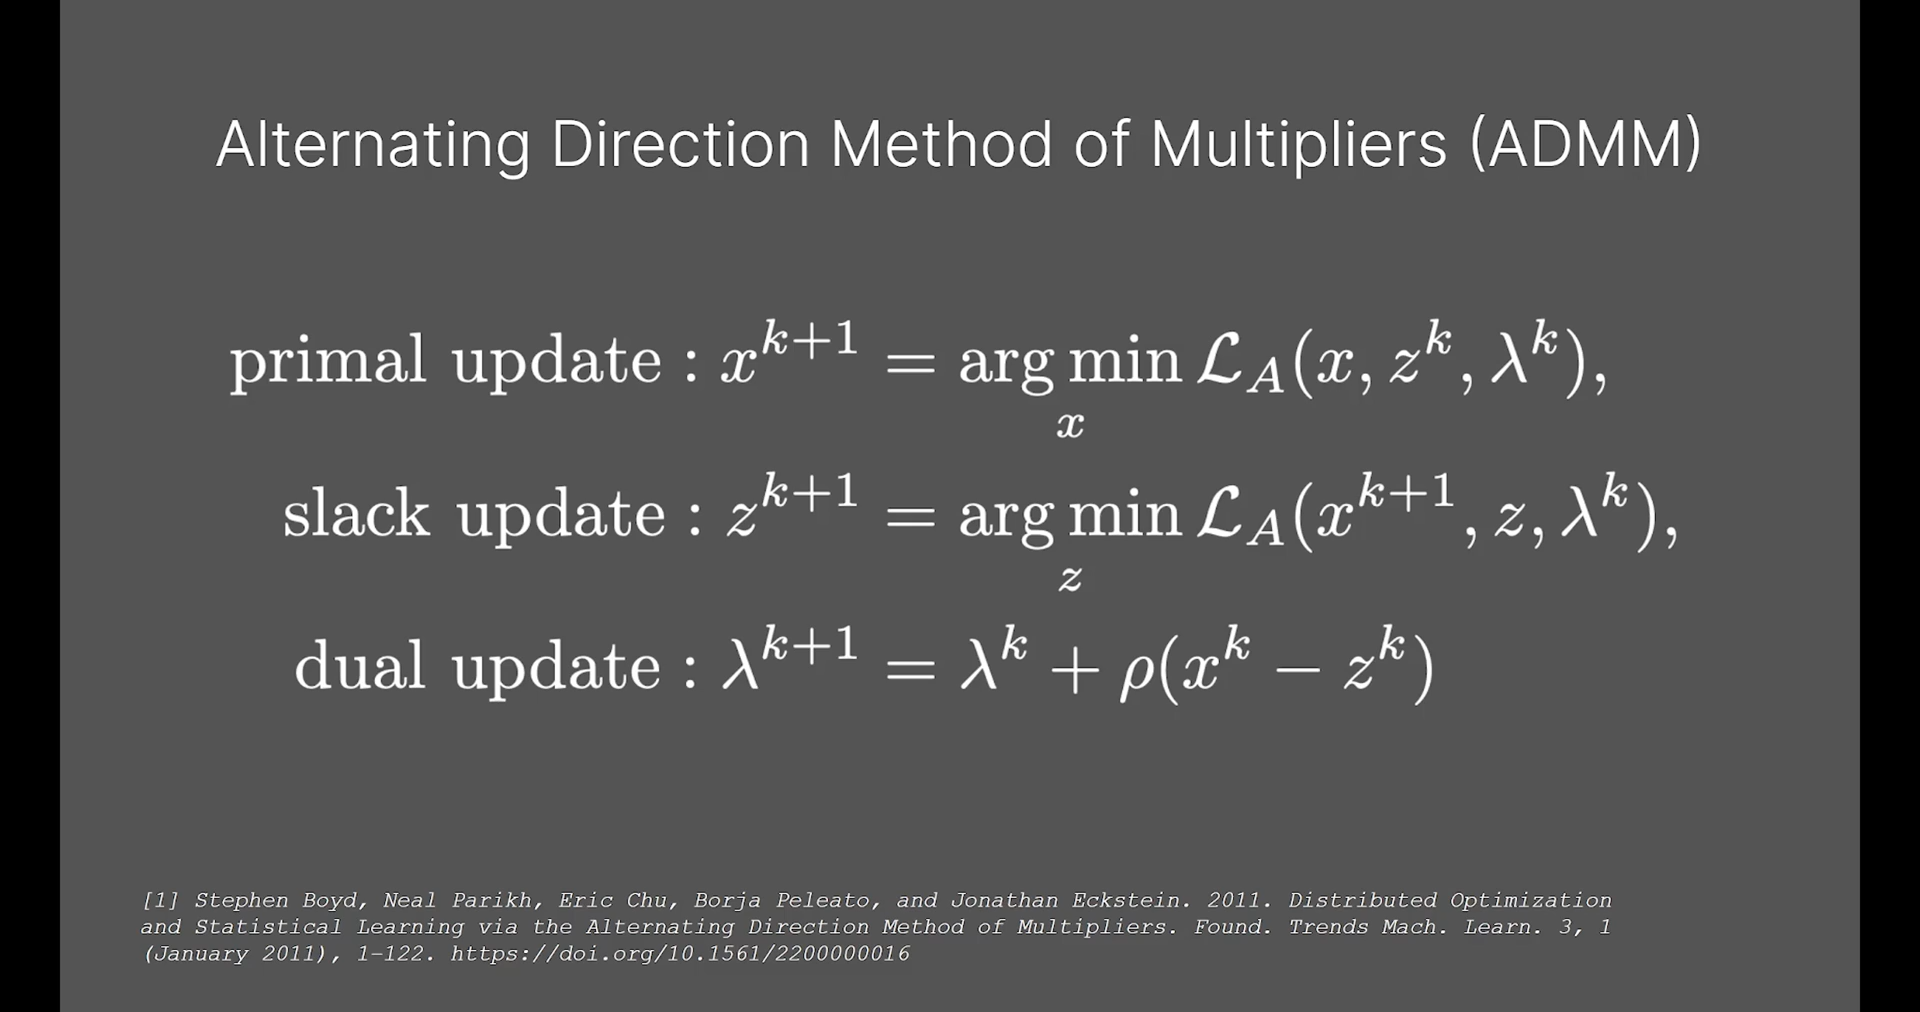 Alternating Direction Method of Multipliers (ADMM)
primal update : x^{k+1} = arg min_x ℒ_A(x, z^k, λ^k),
slack update : z^{k+1} = arg min_z ℒ_A(x^{k+1}, z, λ^k),
dual update : λ^{k+1} = λ^k + ρ(x^k − z^k)
[1] Stephen Boyd, Neal Parikh, Eric Chu, Borja Peleato, and Jonathan Eckstein. 2011. Distributed Optimization
and Statistical Learning via the Alternating Direction Method of Multipliers. Found. Trends Mach. Learn. 3, 1
(January 2011), 1–122. https://doi.org/10.1561/2200000016